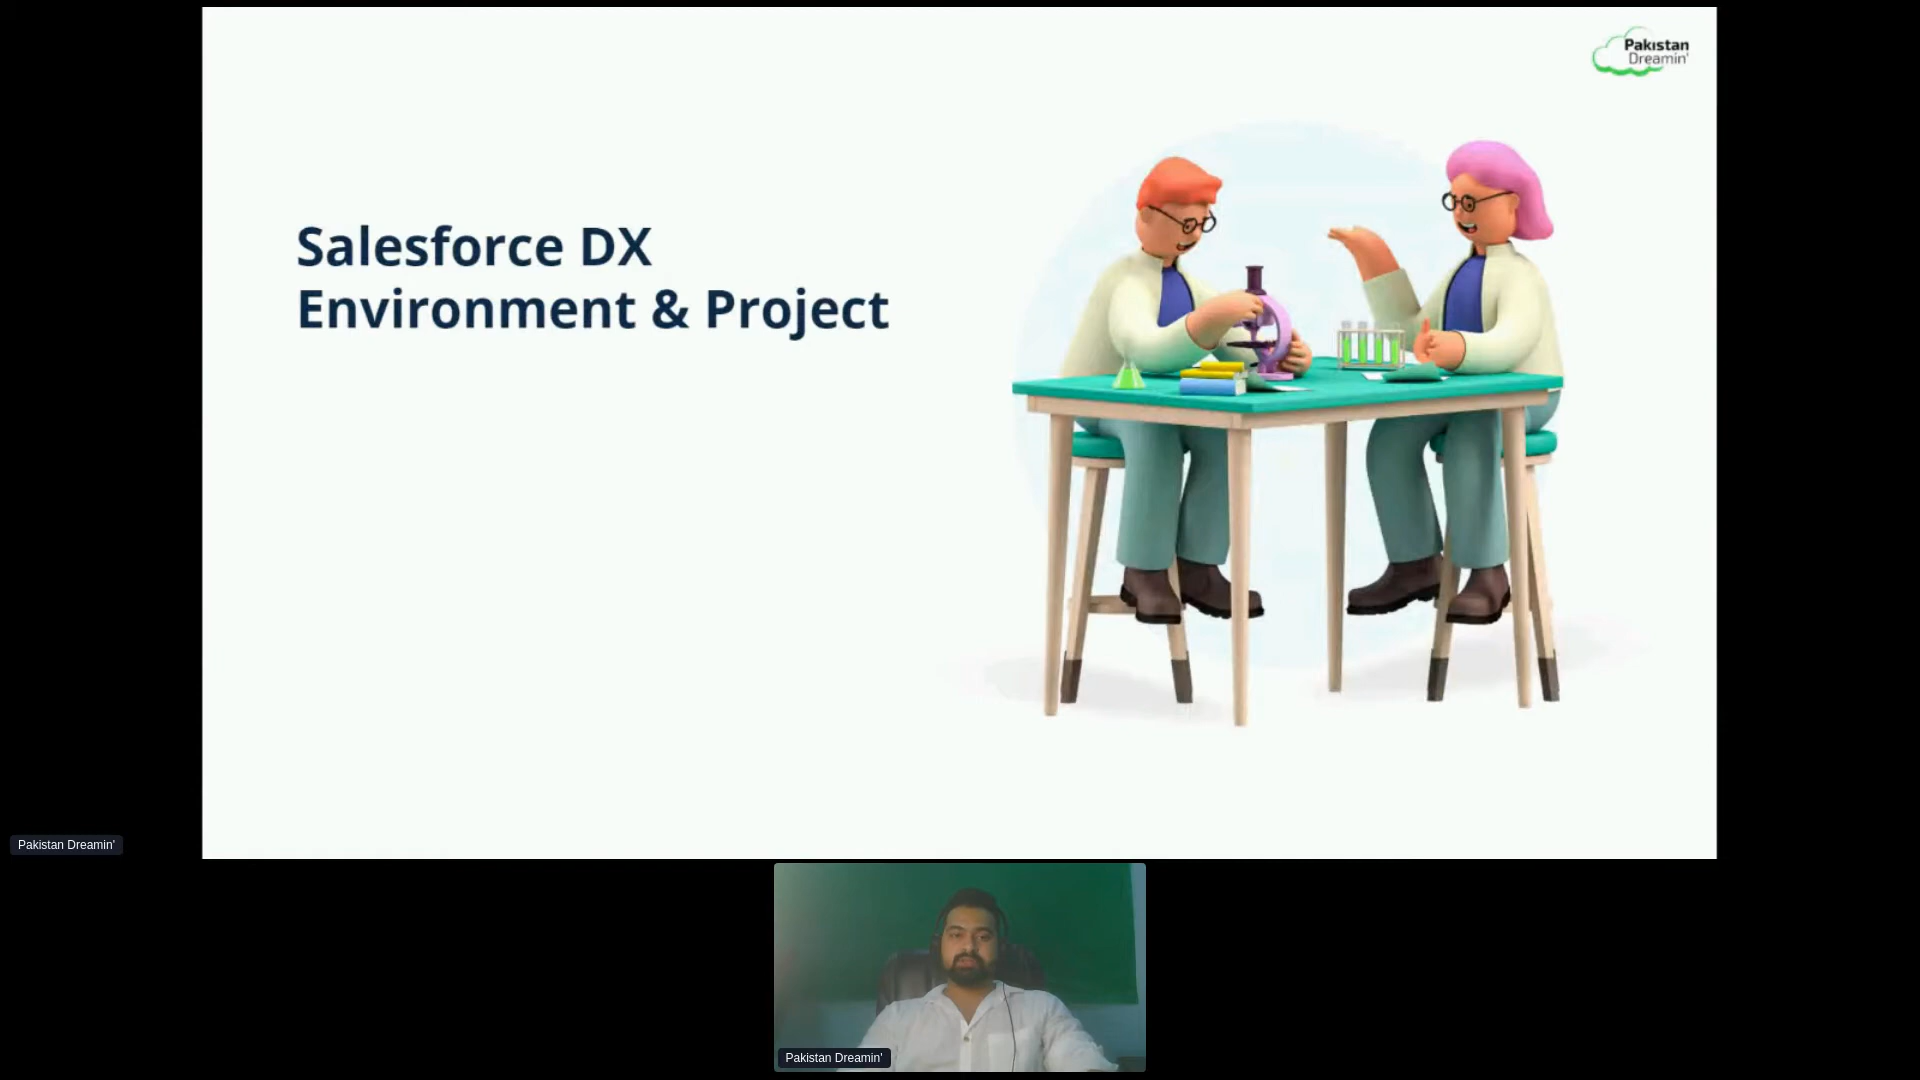 Pakistan
Dreamin'
Salesforce DX
Environment & Project
Pakistan Dreamin'
Pakistan Dreamin'